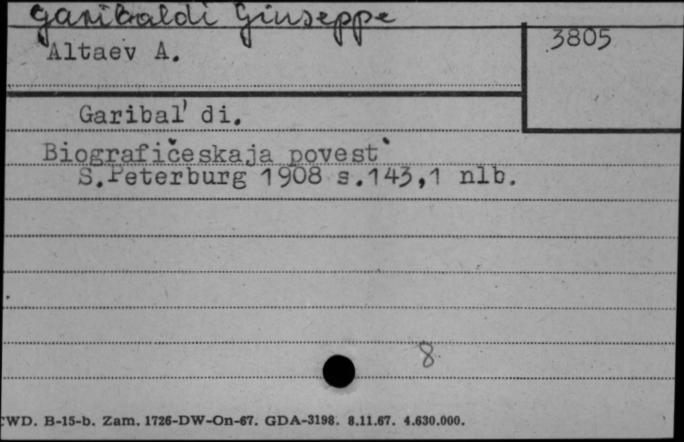 Garibaldi Giuseppe
3805
Altaev A.
Garibal'di.
Biografičeskaja povest'
S.Peterburg 1908 s.143,1 nlb.
8
CWD. B-15-b. Zam. 1726-DW-On-67. GDA-3198. 8.11.67. 4.630.000.